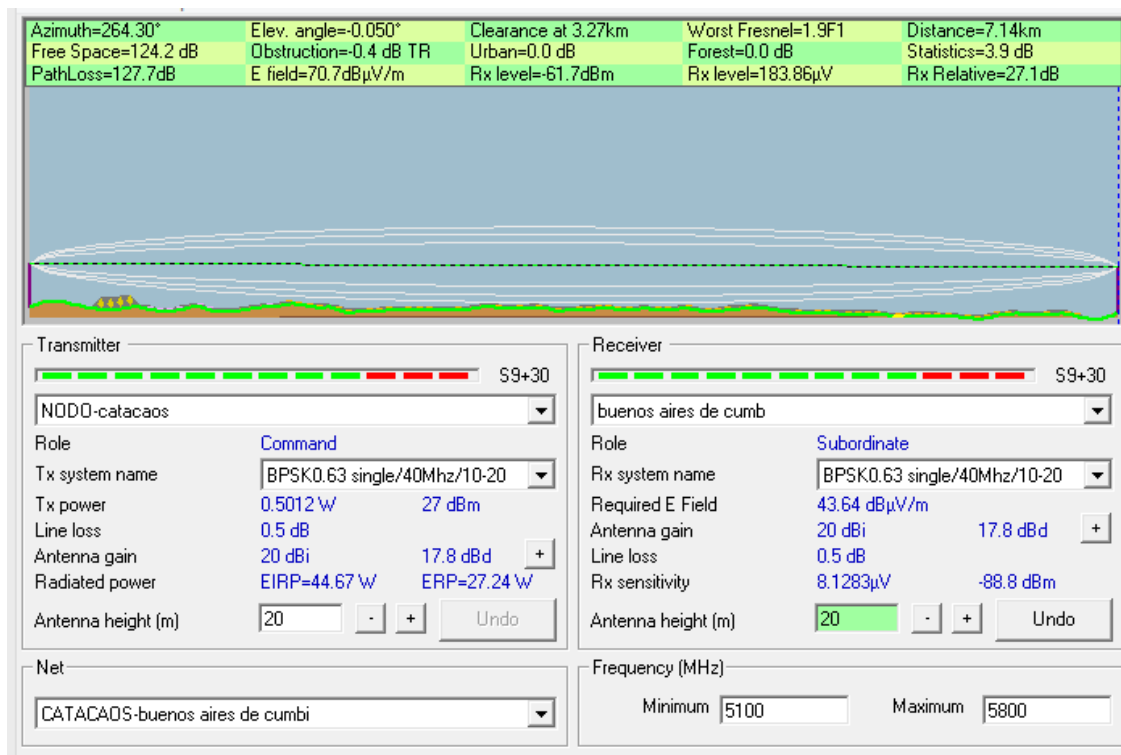 Azimuth=264.30° Elev. angle=-0.050° Clearance at 3.27km Worst Fresnel=1.9F1 Distance=7.14km
Free Space=124.2 dB Obstruction=-0.4 dB TR Urban=0.0 dB Forest=0.0 dB Statistics=3.9 dB
PathLoss=127.7dB E field=70.7dBµV/m Rx level=-61.7dBm Rx level=183.86µV Rx Relative=27.1dB
Transmitter
S9+30
NODO-catacaos
Role Command
Tx system name BPSK0.63 single/40Mhz/10-20
Tx power 0.5012 W 27 dBm
Line loss 0.5 dB
Antenna gain 20 dBi 17.8 dBd +
Radiated power EIRP=44.67 W ERP=27.24 W
Antenna height (m) 20 - + Undo
Receiver
S9+30
buenos aires de cumb
Role Subordinate
Rx system name BPSK0.63 single/40Mhz/10-20
Required E Field 43.64 dBµV/m
Antenna gain 20 dBi 17.8 dBd +
Line loss 0.5 dB
Rx sensitivity 8.1283µV -88.8 dBm
Antenna height (m) 20 - + Undo
Net
CATACAOS-buenos aires de cumbi
Frequency (MHz)
Minimum 5100 Maximum 5800